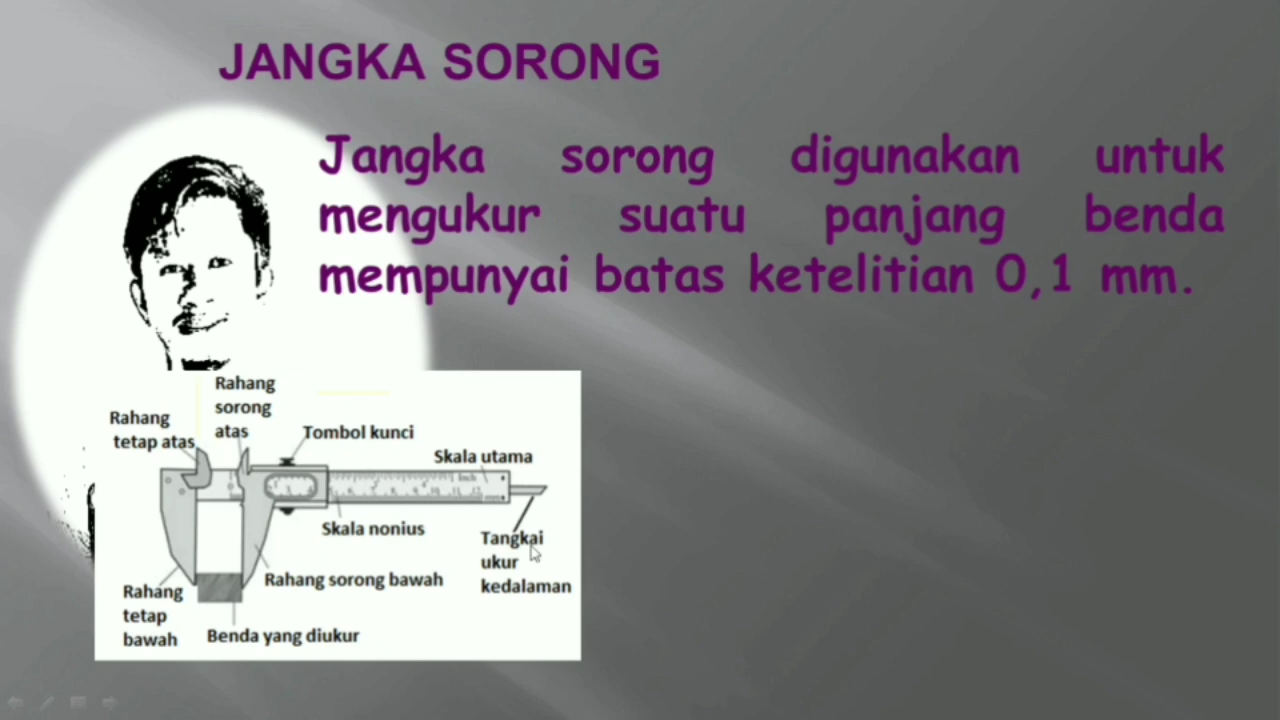 JANGKA SORONG
Jangka sorong digunakan untuk
mengukur suatu panjang benda
mempunyai batas ketelitian 0,1 mm.
Rahang
sorong
atas
Rahang
tetap atas
Tombol kunci
Skala utama
Skala nonius
Tangkai
ukur
kedalaman
Rahang sorong bawah
Rahang
tetap
bawah
Benda yang diukur